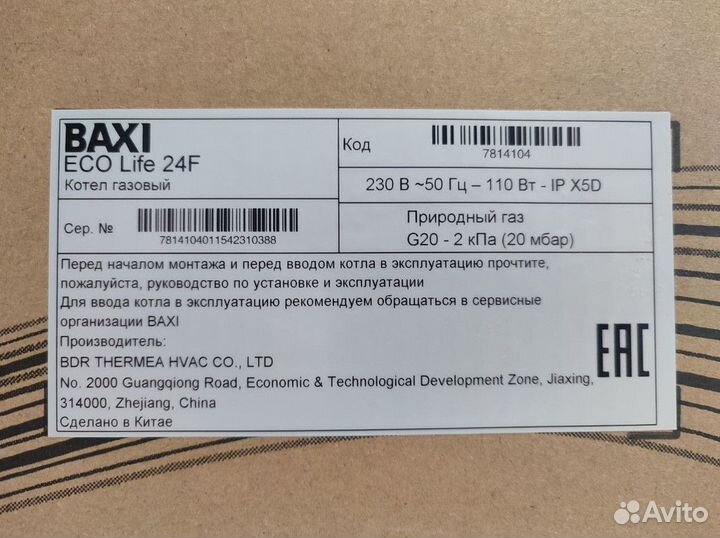 BAXI
ECO Life 24F
Котел газовый
Код
7814104
230 В ~50 Гц – 110 Вт - IP X5D
Сер. №
7814104011542310388
Природный газ
G20 - 2 кПа (20 мбар)
Перед началом монтажа и перед вводом котла в эксплуатацию прочтите,
пожалуйста, руководство по установке и эксплуатации
Для ввода котла в эксплуатацию рекомендуем обращаться в сервисные
организации BAXI
Производитель:
BDR THERMEA HVAC CO., LTD
No. 2000 Guangqiong Road, Economic & Technological Development Zone, Jiaxing,
314000, Zhejiang, China
Сделано в Китае
EAC
Avito